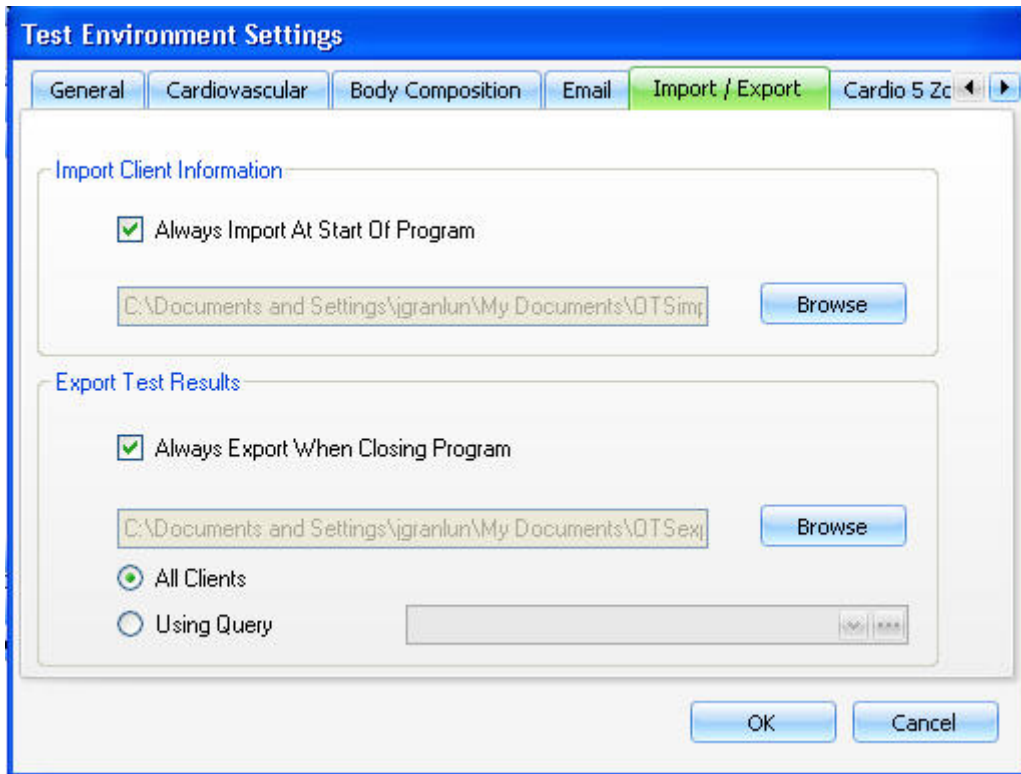 Test Environment Settings
General Cardiovascular Body Composition Email Import / Export Cardio 5 Zc
Import Client Information
Always Import At Start Of Program
C:\Documents and Settings\jgranlun\My Documents\OTSimp
Browse
Export Test Results
Always Export When Closing Program
C:\Documents and Settings\jgranlun\My Documents\OTSexp
Browse
All Clients
Using Query
OK Cancel